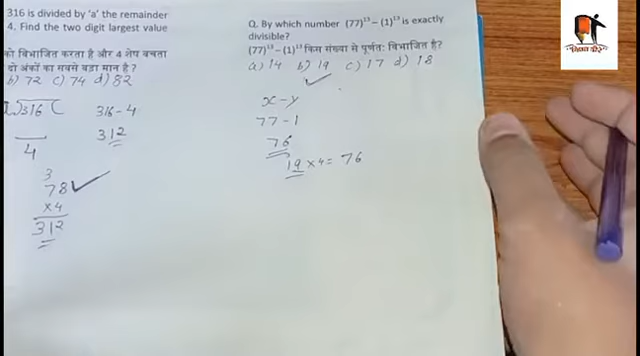 316 is divided by 'a' the remainder
4. Find the two digit largest value
को विभाजित करता है और 4 शेष बचता
दो अंकों का सबसे बड़ा मान है ?
b) 72 c) 74 d) 82
)316(
316-4
312
4
3
78
×4
312
Q. By which number (77)¹³ – (1)¹³ is exactly
divisible?
(77)¹³ – (1)¹³ किस संख्या से पूर्णतः विभाजित है?
a) 14 b) 19 c) 17 d) 18
x-y
77-1
76
19 ×4= 76